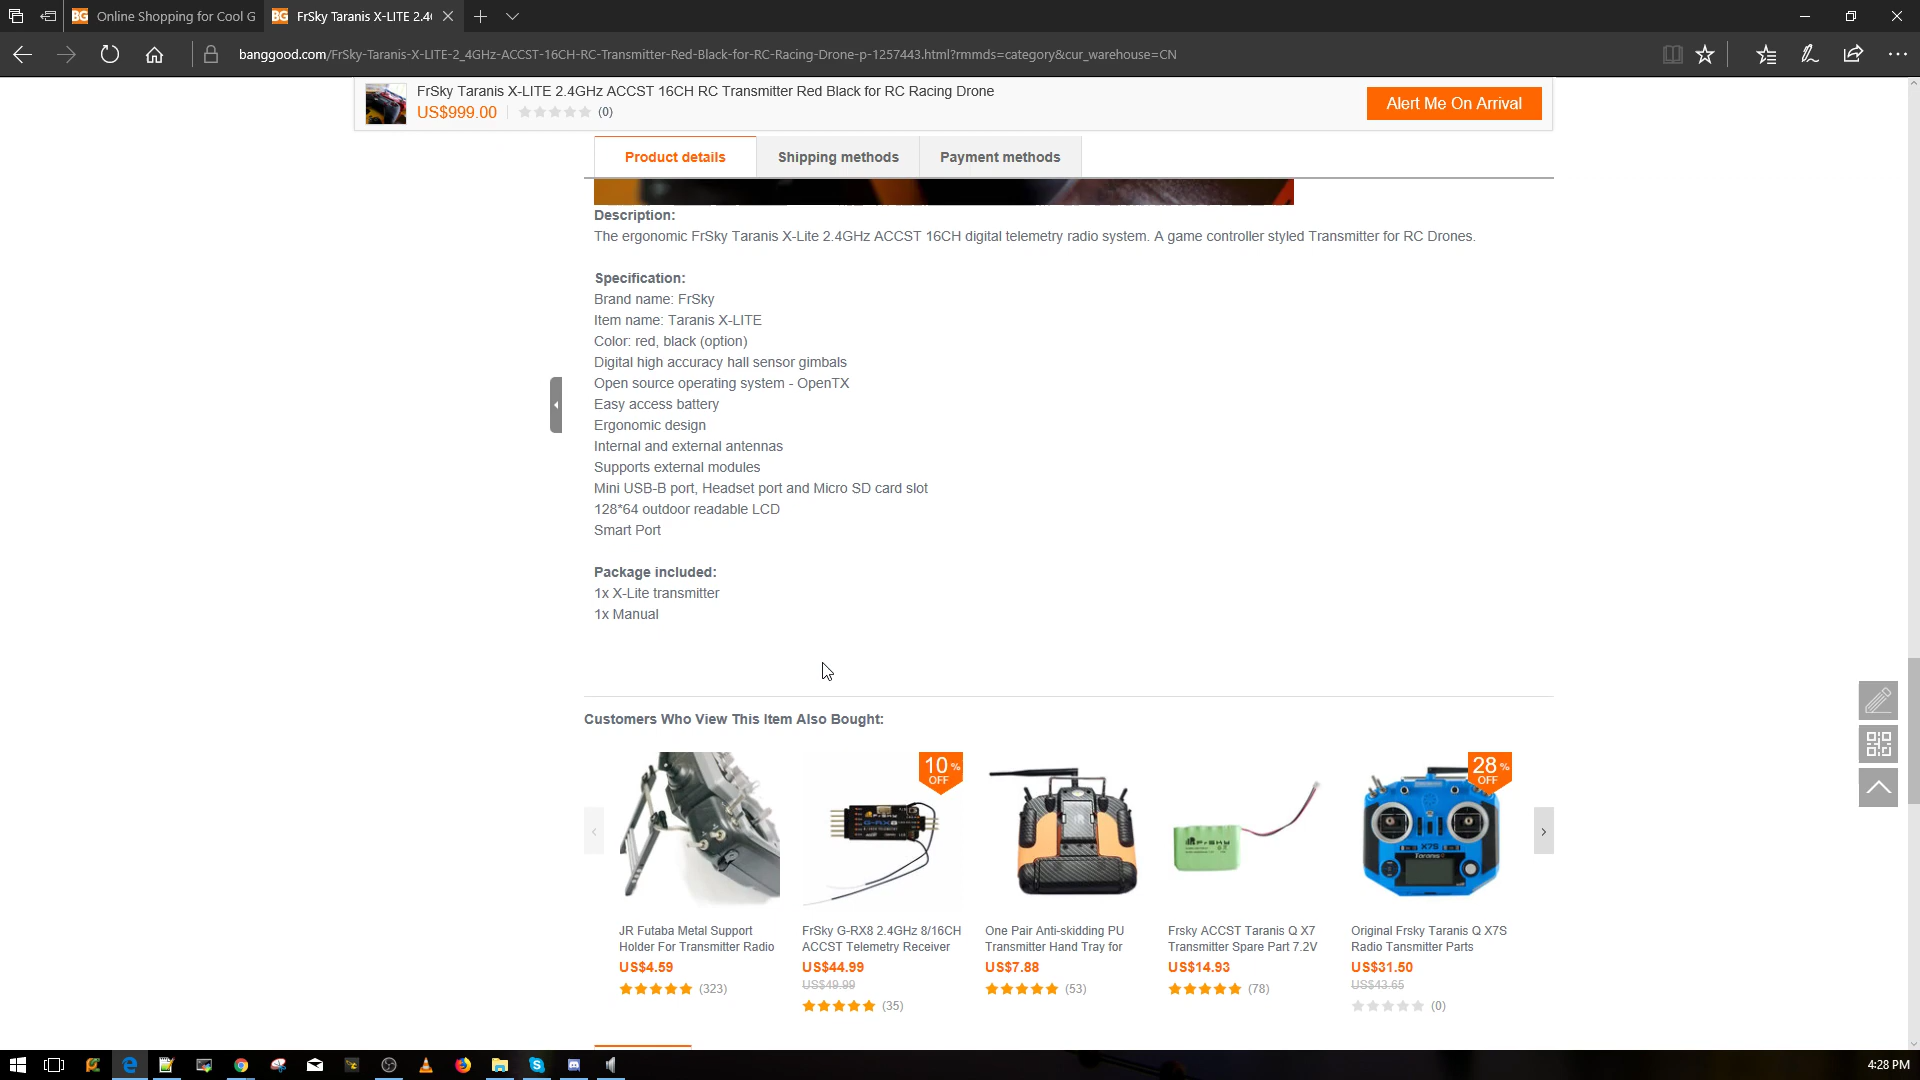 BG Online Shopping for Cool G
BG FrSky Taranis X-LITE 2.4(
banggood.com/FrSky-Taranis-X-LITE-2_4GHz-ACCST-16CH-RC-Transmitter-Red-Black-for-RC-Racing-Drone-p-1257443.html?rmmds=category&cur_warehouse=CN
FrSky Taranis X-LITE 2.4GHz ACCST 16CH RC Transmitter Red Black for RC Racing Drone
US$999.00 (0)
Alert Me On Arrival
Product details Shipping methods Payment methods
Description:
The ergonomic FrSky Taranis X-Lite 2.4GHz ACCST 16CH digital telemetry radio system. A game controller styled Transmitter for RC Drones.
Specification:
Brand name: FrSky
Item name: Taranis X-LITE
Color: red, black (option)
Digital high accuracy hall sensor gimbals
Open source operating system - OpenTX
Easy access battery
Ergonomic design
Internal and external antennas
Supports external modules
Mini USB-B port, Headset port and Micro SD card slot
128*64 outdoor readable LCD
Smart Port
Package included:
1x X-Lite transmitter
1x Manual
Customers Who View This Item Also Bought:
10% OFF
28% OFF
FrSky
G-RX8
FrSky
X7S
Taranis
JR Futaba Metal Support
Holder For Transmitter Radio
US$4.59
(323)
FrSky G-RX8 2.4GHz 8/16CH
ACCST Telemetry Receiver
US$44.99
US$49.99
(35)
One Pair Anti-skidding PU
Transmitter Hand Tray for
US$7.88
(53)
Frsky ACCST Taranis Q X7
Transmitter Spare Part 7.2V
US$14.93
(78)
Original Frsky Taranis Q X7S
Radio Tansmitter Parts
US$31.50
US$43.65
(0)
4:28 PM